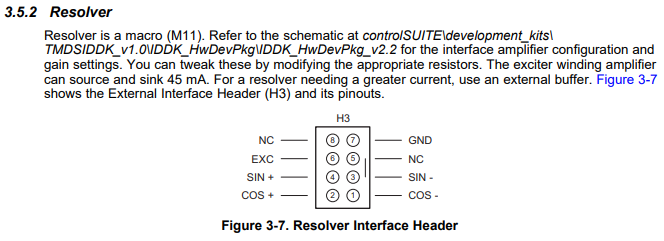 3.5.2 Resolver
Resolver is a macro (M11). Refer to the schematic at controlSUITE\development_kits\
TMDSIDDK_v1.0\IDDK_HwDevPkg\IDDK_HwDevPkg_v2.2 for the interface amplifier configuration and
gain settings. You can tweak these by modifying the appropriate resistors. The exciter winding amplifier
can source and sink 45 mA. For a resolver needing a greater current, use an external buffer. Figure 3-7
shows the External Interface Header (H3) and its pinouts.
H3
NC 8 7 GND
EXC 6 5 NC
SIN + 4 3 SIN -
COS + 2 1 COS -
Figure 3-7. Resolver Interface Header